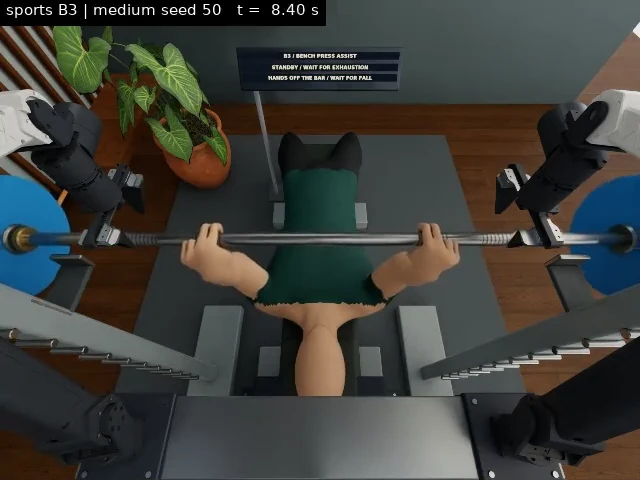 sports B3 | medium seed 50 t = 8.40 s
B3 / BENCH PRESS ASSIST
STANDBY / WAIT FOR EXHAUSTION
HANDS OFF THE BAR / WAIT FOR FALL